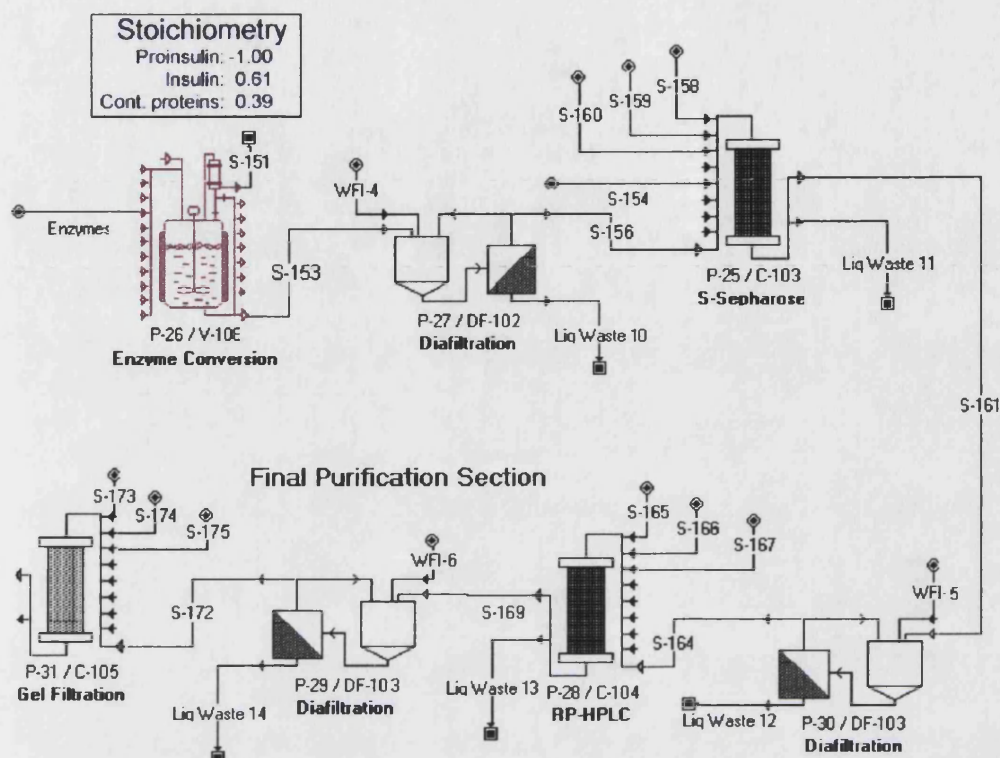 Stoichiometry
Proinsulin: -1.00
Insulin: 0.61
Cont. proteins: 0.39
S-158
S-159
S-160
S-151
WFI-4
Enzymes
S-154
S-156
S-153
P-25 / C-103
S-Sepharose
Liq Waste 11
P-26 / V-106
Enzyme Conversion
P-27 / DF-102
Diafiltration
Liq Waste 10
S-161
Final Purification Section
S-173
S-174
S-175
S-165
S-166
S-167
WFI-6
WFI-5
S-172
S-169
S-164
P-31 / C-105
Gel Filtration
P-29 / DF-103
Diafiltration
Liq Waste 14
Liq Waste 13
P-28 / C-104
RP-HPLC
Liq Waste 12
P-30 / DF-103
Diafiltration